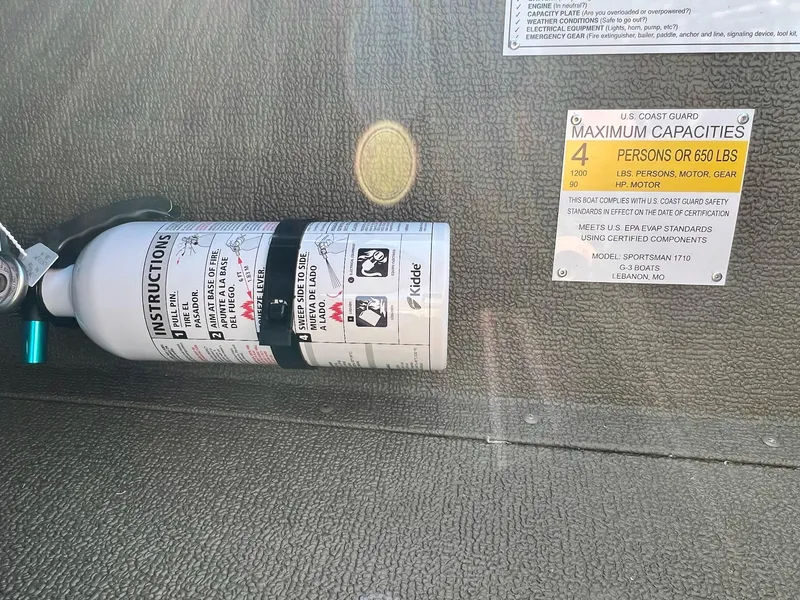 ENGINE (In neutral?)
CAPACITY PLATE (Are you overloaded or overpowered?)
WEATHER CONDITIONS (Safe to go out?)
ELECTRICAL EQUIPMENT (Lights, horn, pump, etc?)
EMERGENCY GEAR (Fire extinguisher, bailer, paddle, anchor and line, signaling device, tool kit,
U.S. COAST GUARD
MAXIMUM CAPACITIES
4 PERSONS OR 650 LBS
1200 LBS. PERSONS, MOTOR, GEAR
90 HP. MOTOR
THIS BOAT COMPLIES WITH U.S. COAST GUARD SAFETY
STANDARDS IN EFFECT ON THE DATE OF CERTIFICATION
MEETS U.S. EPA EVAP STANDARDS
USING CERTIFIED COMPONENTS
MODEL: SPORTSMAN 1710
G-3 BOATS
LEBANON, MO
INSTRUCTIONS
1 PULL PIN.
TIRE EL
PASADOR.
2 AIM AT BASE OF FIRE.
APUNTE A LA BASE
DEL FUEGO.
LEVER
4 SWEEP SIDE TO SIDE.
MUEVA DE LADO
A LADO.
Kidde